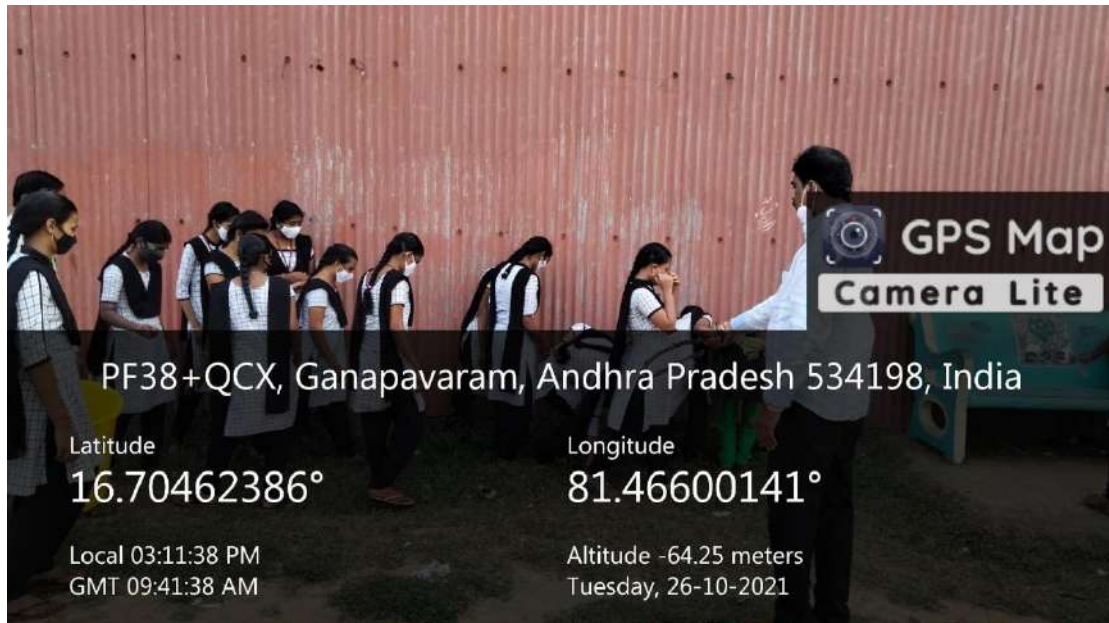 GPS Map
Camera Lite
PF38+QCX, Ganapavaram, Andhra Pradesh 534198, India
Latitude
16.70462386°
Longitude
81.46600141°
Local 03:11:38 PM
GMT 09:41:38 AM
Altitude -64.25 meters
Tuesday, 26-10-2021